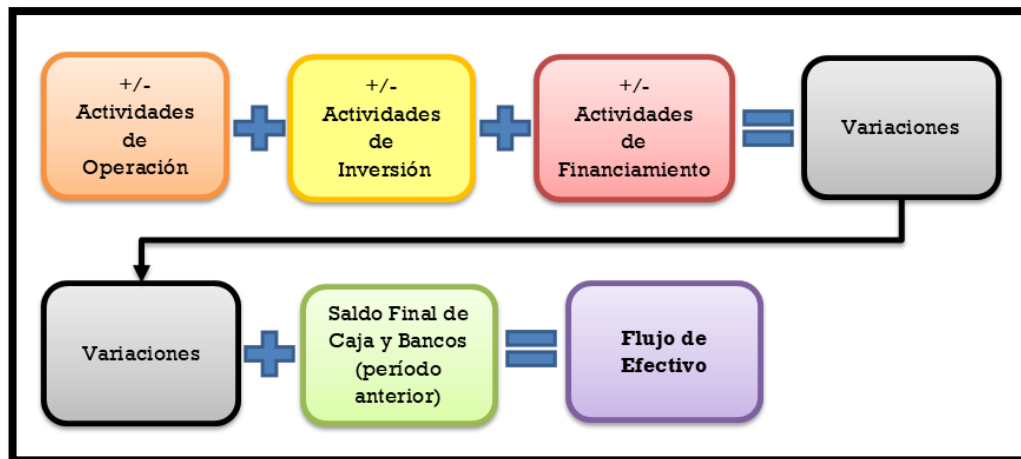 +/-
Actividades
de
Operación
+/-
Actividades
de
Inversión
+/-
Actividades
de
Financiamiento
Variaciones
Variaciones
Saldo Final de
Caja y Bancos
(período
anterior)
Flujo de
Efectivo